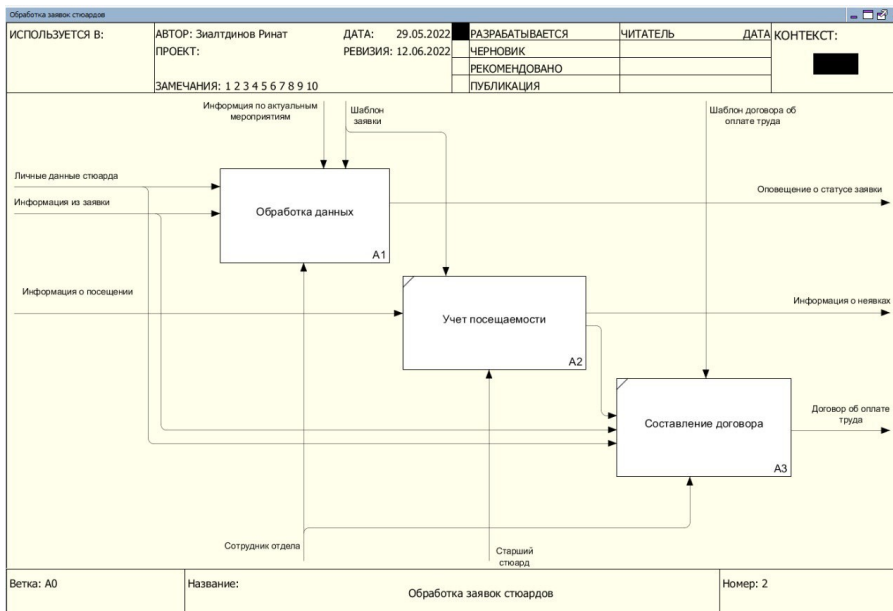 Обработка заявок стюардов
ИСПОЛЬЗУЕТСЯ В:
АВТОР: Зиалтдинов Ринат
ДАТА: 29.05.2022
РАЗРАБАТЫВАЕТСЯ
ЧИТАТЕЛЬ
ДАТА
КОНТЕКСТ:
ПРОЕКТ:
РЕВИЗИЯ: 12.06.2022
ЧЕРНОВИК
РЕКОМЕНДОВАНО
ЗАМЕЧАНИЯ: 1 2 3 4 5 6 7 8 9 10
ПУБЛИКАЦИЯ
Информция по актуальным
мероприятиям
Шаблон
заявки
Шаблон договора об
оплате труда
Личные данные стюарда
Информация из заявки
Обработка данных
A1
Оповещение о статусе заявки
Информация о посещении
Учет посещаемости
A2
Информация о неявках
Составление договора
A3
Договор об оплате
труда
Сотрудник отдела
Старший
стюард
Ветка: A0
Название:
Обработка заявок стюардов
Номер: 2